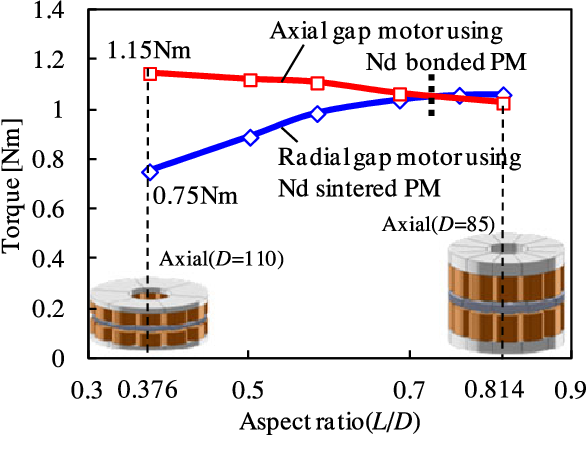 1.4
1.2
1
0.8
0.6
0.4
0.2
0
Torque [Nm]
1.15Nm
Axial gap motor using
Nd bonded PM
Radial gap motor using
Nd sintered PM
0.75Nm
Axial(D=110)
Axial(D=85)
0.3 0.376 0.5 0.7 0.814 0.9
Aspect ratio(L/D)